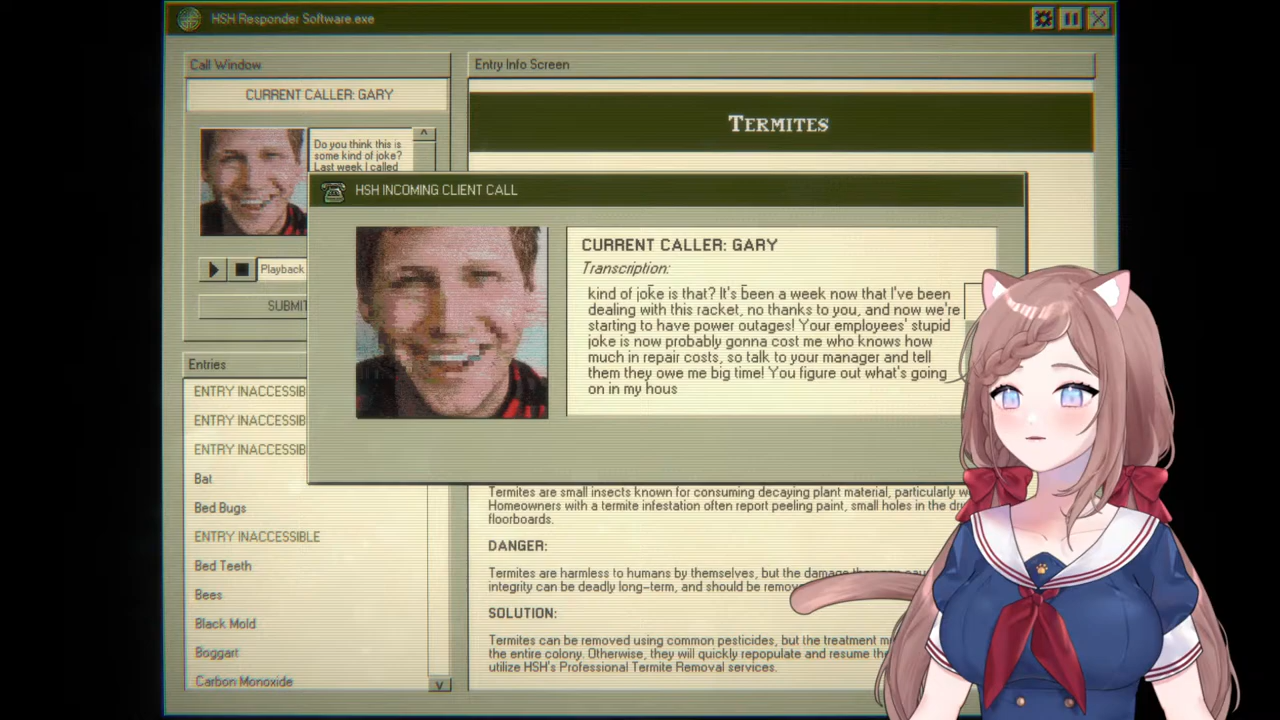 HSH Responder Software.exe
Call Window
CURRENT CALLER: GARY
Do you think this is
some kind of joke?
Last week I called
Playback
SUBMIT
Entries
ENTRY INACCESSIB
ENTRY INACCESSIB
ENTRY INACCESSIB
Bat
Bed Bugs
ENTRY INACCESSIBLE
Bed Teeth
Bees
Black Mold
Boggart
Carbon Monoxide
Entry Info Screen
TERMITES
HSH INCOMING CLIENT CALL
CURRENT CALLER: GARY
Transcription:
kind of joke is that? It's been a week now that I've been
dealing with this racket, no thanks to you, and now we're
starting to have power outages! Your employees' stupid
joke is now probably gonna cost me who knows how
much in repair costs, so talk to your manager and tell
them they owe me big time! You figure out what's going
on in my hous
Termites are small insects known for consuming decaying plant material, particularly
Homeowners with a termite infestation often report peeling paint, small holes in the
floorboards.
DANGER:
Termites are harmless to humans by themselves, but the damage
integrity can be deadly long-term, and should be
SOLUTION:
Termites can be removed using common pesticides, but the treatment
the entire colony. Otherwise, they will quickly repopulate and resume
utilize HSH's Professional Termite Removal services.